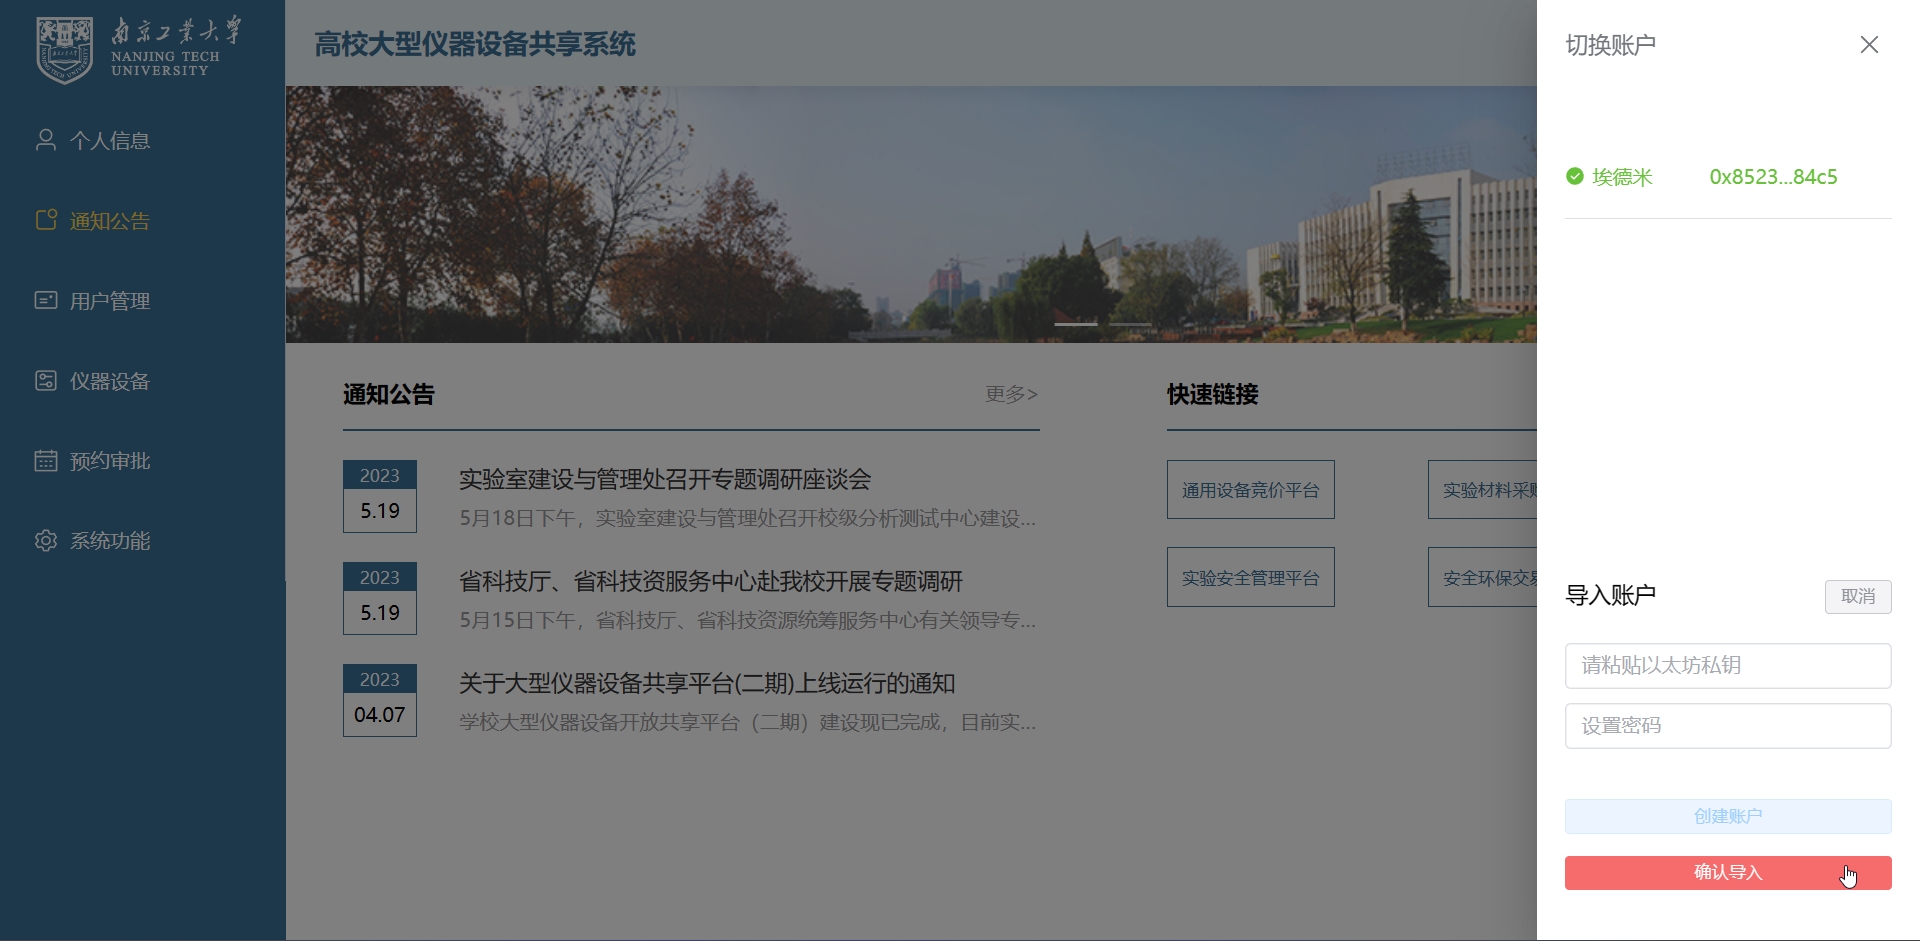 南京工业大学
NANJING TECH
UNIVERSITY
个人信息
通知公告
用户管理
仪器设备
预约审批
系统功能
高校大型仪器设备共享系统
通知公告
更多>
2023
5.19
实验室建设与管理处召开专题调研座谈会
5月18日下午，实验室建设与管理处召开校级分析测试中心建设...
2023
5.19
省科技厅、省科技资服务中心赴我校开展专题调研
5月15日下午，省科技厅、省科技资源统筹服务中心有关领导专...
2023
04.07
关于大型仪器设备共享平台(二期)上线运行的通知
学校大型仪器设备开放共享平台（二期）建设现已完成，目前实...
快速链接
通用设备竞价平台
实验材料采购
实验安全管理平台
安全环保交易
切换账户
埃德米
0x8523...84c5
导入账户
取消
请粘贴以太坊私钥
设置密码
创建账户
确认导入